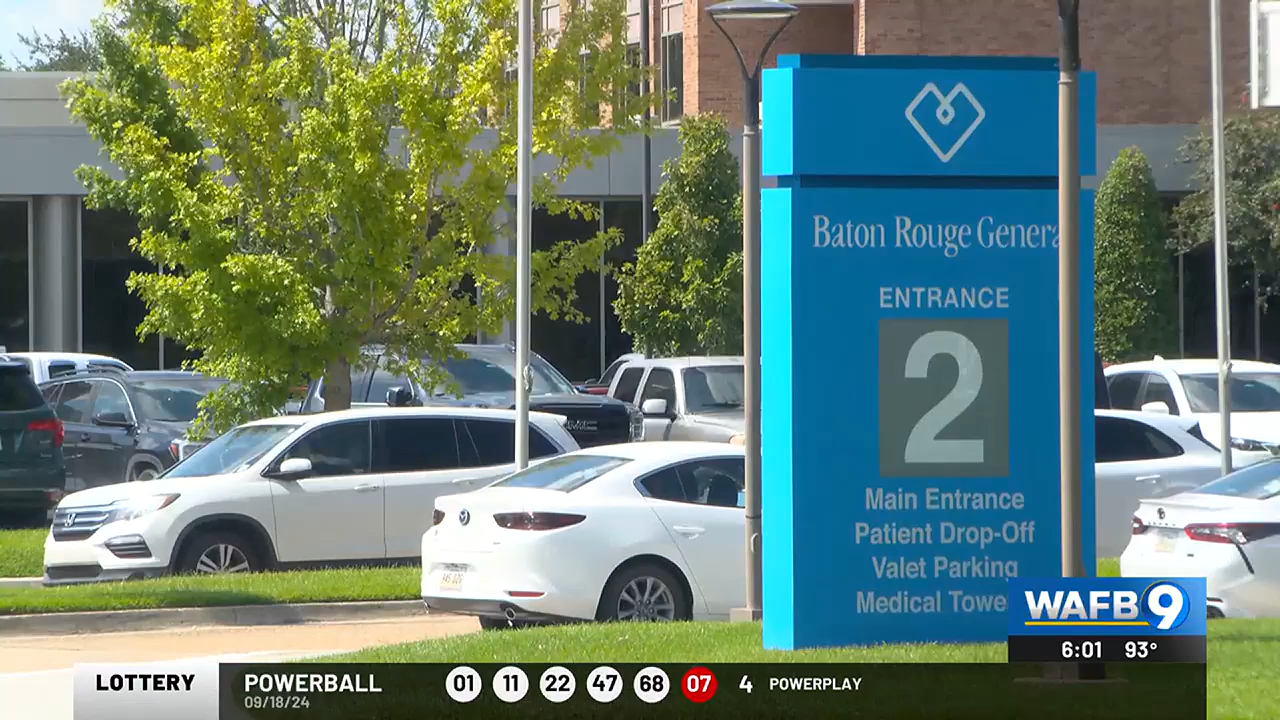 Baton Rouge Genera
ENTRANCE
2
Main Entrance
Patient Drop-Off
Valet Parking
Medical Towe
GMC
WAFB 9
6:01 93°
LOTTERY
POWERBALL 01 11 22 47 68 07 4 POWERPLAY
09/18/24